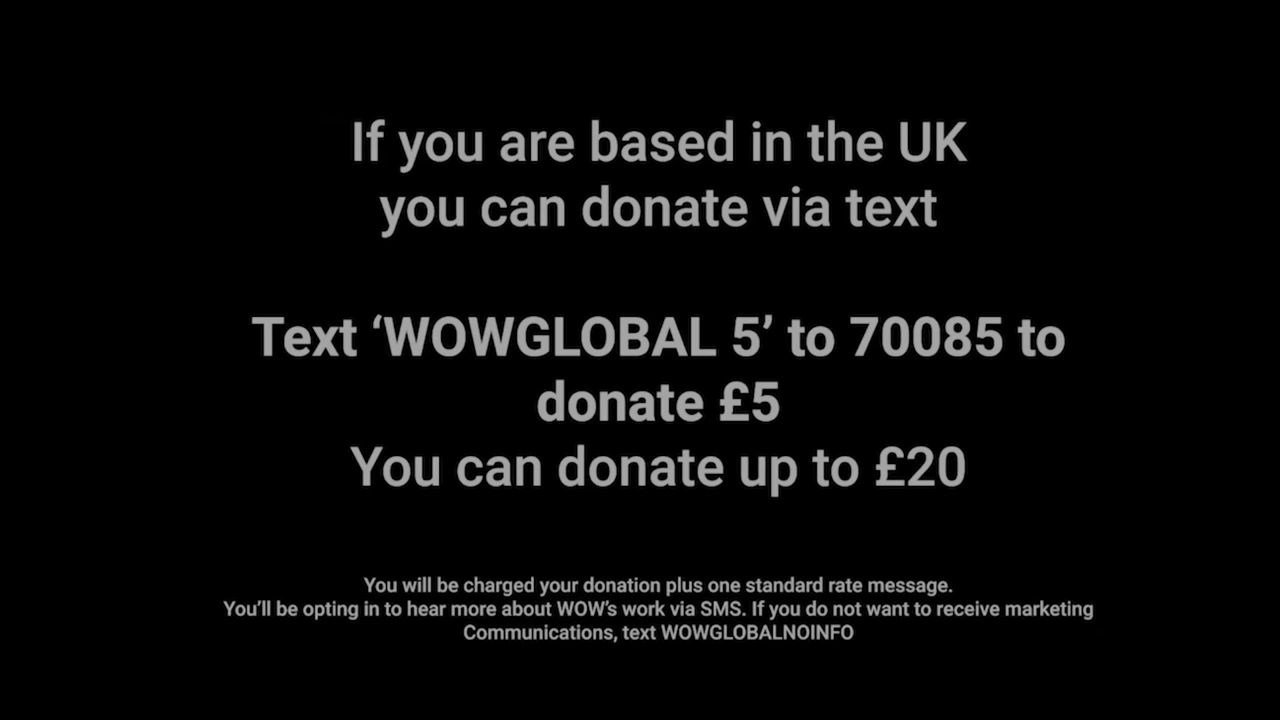 If you are based in the UK
you can donate via text
Text ‘WOWGLOBAL 5’ to 70085 to
donate £5
You can donate up to £20
You will be charged your donation plus one standard rate message.
You’ll be opting in to hear more about WOW’s work via SMS. If you do not want to receive marketing
Communications, text WOWGLOBALNOINFO